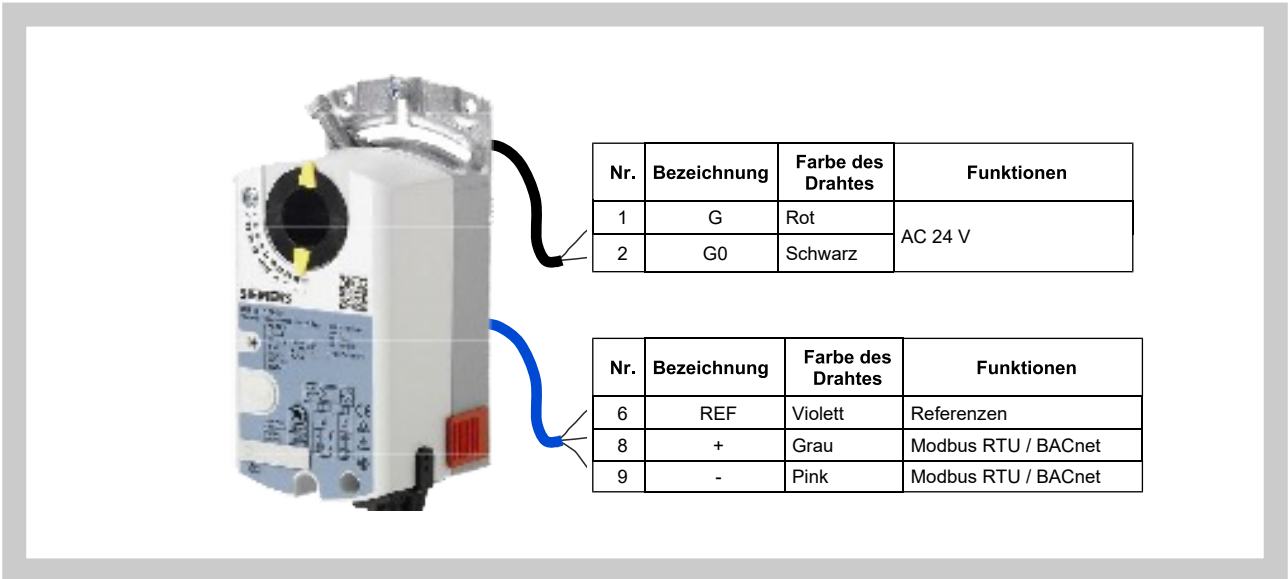 Nr. Bezeichnung Farbe des Drahtes Funktionen
1 G Rot AC 24 V
2 G0 Schwarz
SIEMENS
Nr. Bezeichnung Farbe des Drahtes Funktionen
6 REF Violett Referenzen
8 + Grau Modbus RTU / BACnet
9 - Pink Modbus RTU / BACnet